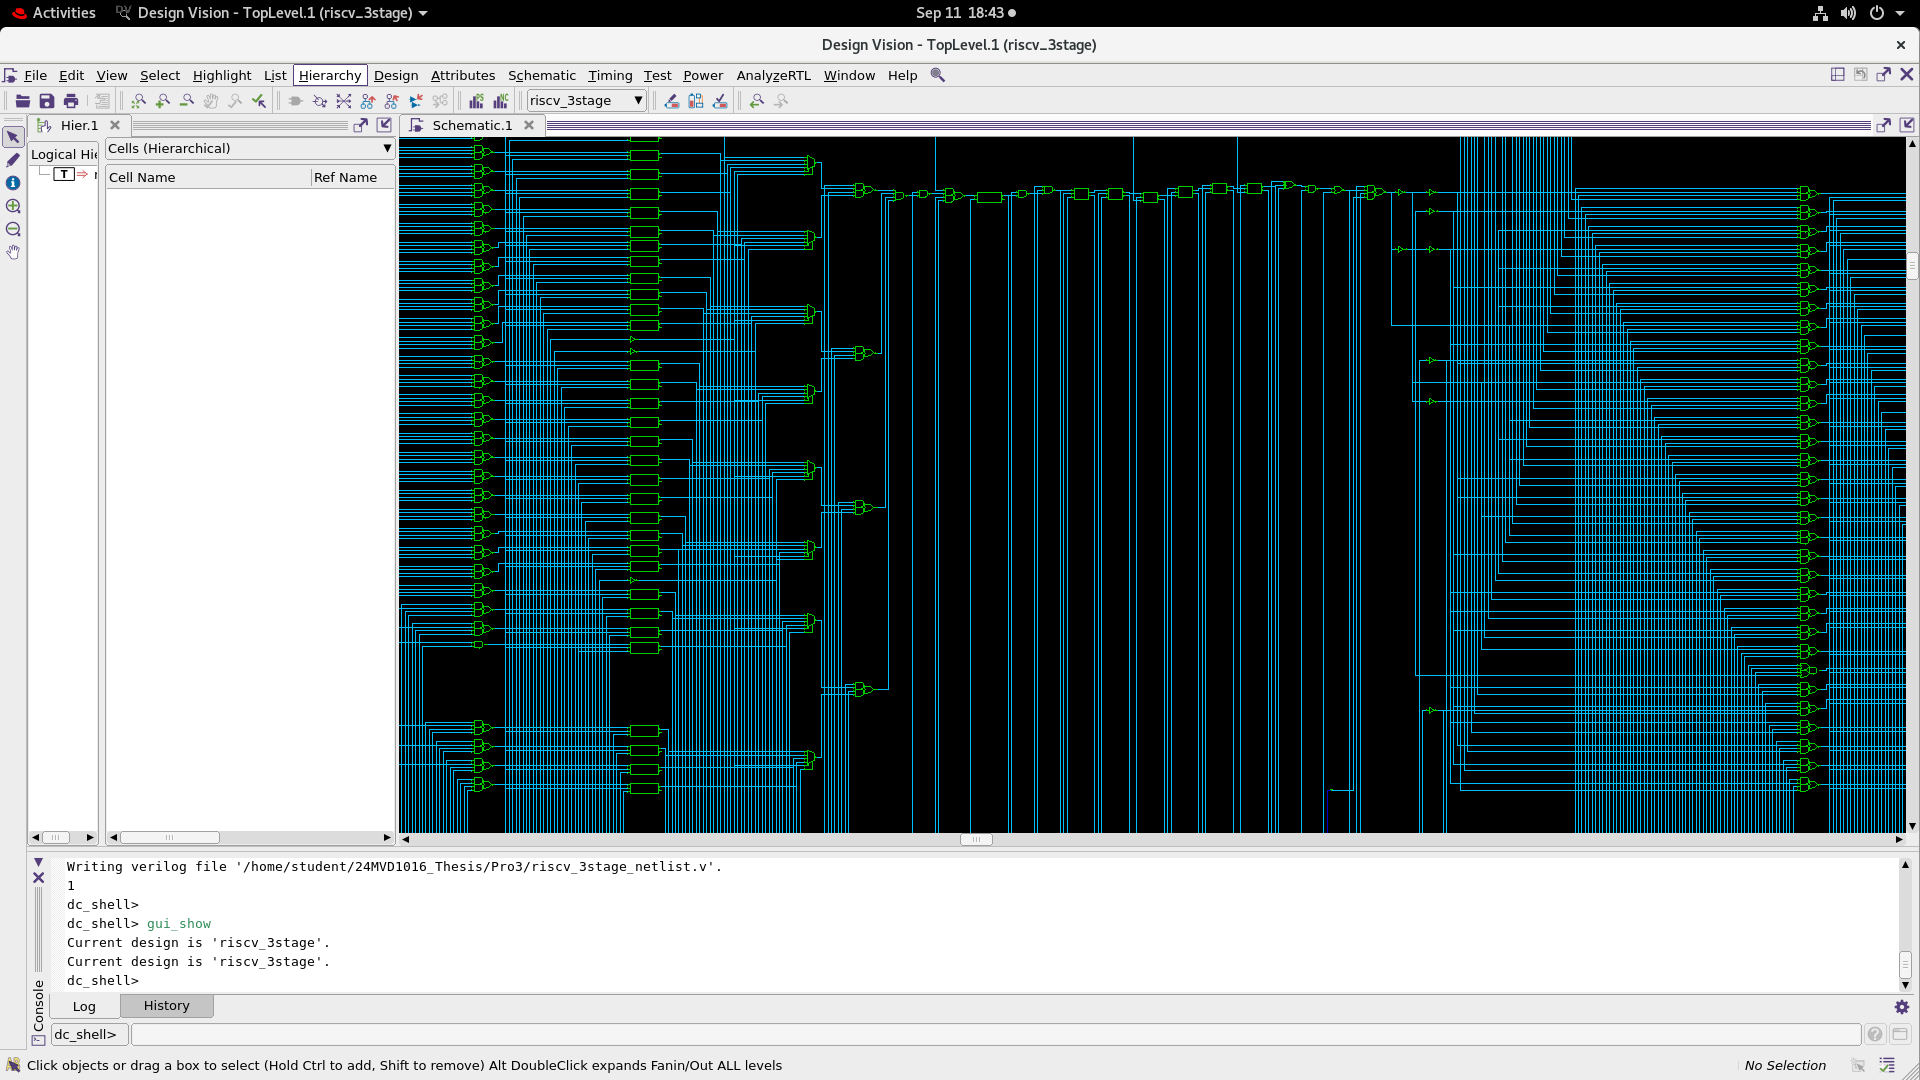 Activities
Design Vision - TopLevel.1 (riscv_3stage)
Sep 11 18:43
Design Vision - TopLevel.1 (riscv_3stage)
File Edit View Select Highlight List Hierarchy Design Attributes Schematic Timing Test Power AnalyzeRTL Window Help
riscv_3stage
Hier.1
Schematic.1
Logical Hie
Cells (Hierarchical)
T
Cell Name
Ref Name
Writing verilog file '/home/student/24MVD1016_Thesis/Pro3/riscv_3stage_netlist.v'.
1
dc_shell>
dc_shell> gui_show
Current design is 'riscv_3stage'.
Current design is 'riscv_3stage'.
dc_shell>
Console
Log
History
dc_shell>
Click objects or drag a box to select (Hold Ctrl to add, Shift to remove) Alt DoubleClick expands Fanin/Out ALL levels
No Selection